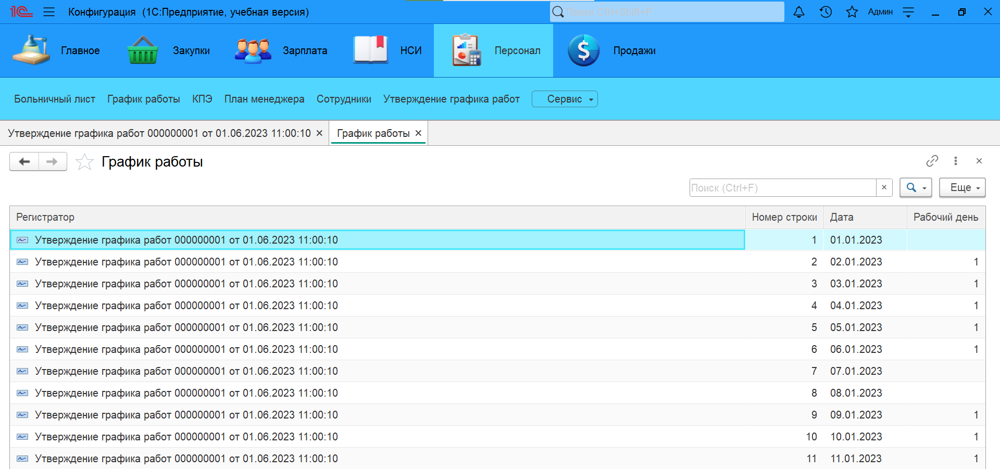 1С Конфигурация (1С:Предприятие, учебная версия) Поиск Ctrl+Shift+F Админ
Главное Закупки Зарплата НСИ Персонал Продажи
Больничный лист График работы КПЭ План менеджера Сотрудники Утверждение графика работ Сервис
Утверждение графика работ 000000001 от 01.06.2023 11:00:10 График работы
График работы
Поиск (Ctrl+F) Еще
Регистратор Номер строки Дата Рабочий день
Утверждение графика работ 000000001 от 01.06.2023 11:00:10 1 01.01.2023
Утверждение графика работ 000000001 от 01.06.2023 11:00:10 2 02.01.2023 1
Утверждение графика работ 000000001 от 01.06.2023 11:00:10 3 03.01.2023 1
Утверждение графика работ 000000001 от 01.06.2023 11:00:10 4 04.01.2023 1
Утверждение графика работ 000000001 от 01.06.2023 11:00:10 5 05.01.2023 1
Утверждение графика работ 000000001 от 01.06.2023 11:00:10 6 06.01.2023 1
Утверждение графика работ 000000001 от 01.06.2023 11:00:10 7 07.01.2023
Утверждение графика работ 000000001 от 01.06.2023 11:00:10 8 08.01.2023
Утверждение графика работ 000000001 от 01.06.2023 11:00:10 9 09.01.2023 1
Утверждение графика работ 000000001 от 01.06.2023 11:00:10 10 10.01.2023 1
Утверждение графика работ 000000001 от 01.06.2023 11:00:10 11 11.01.2023 1